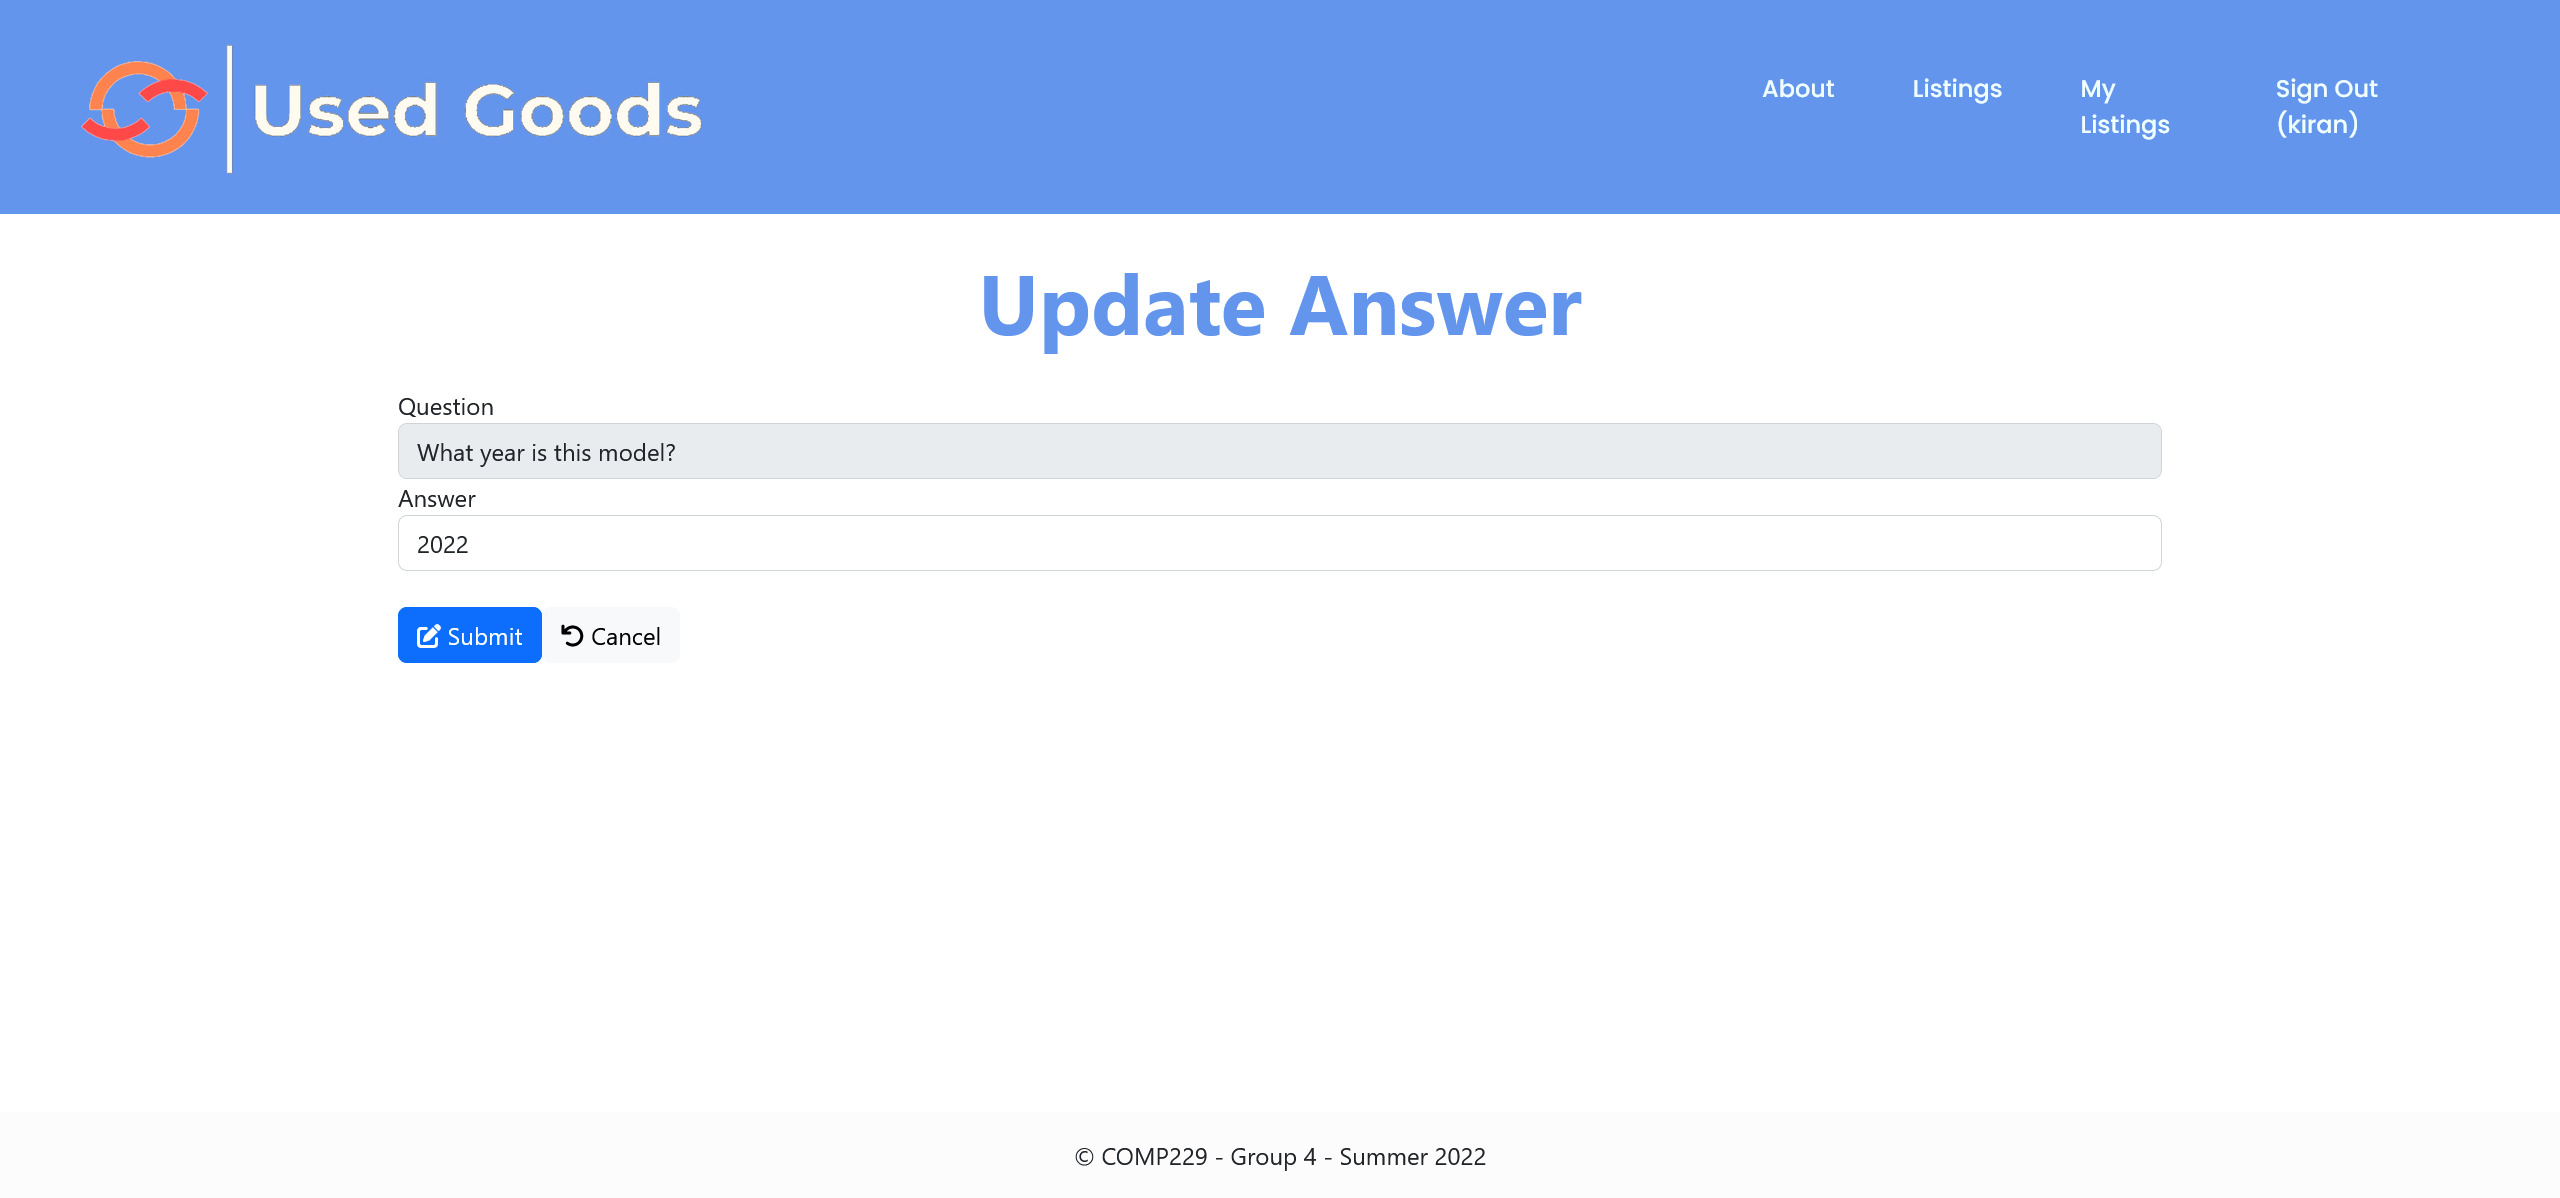 Used Goods
About
Listings
My
Listings
Sign Out
(kiran)
Update Answer
Question
What year is this model?
Answer
2022
Submit
Cancel
© COMP229 - Group 4 - Summer 2022